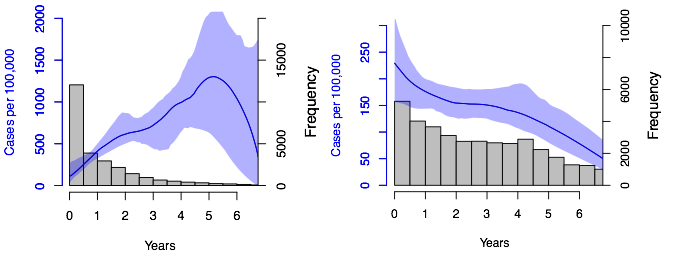 Cases per 100,000
0 500 1000 1500 2000
0 5000 15000
Frequency
0 1 2 3 4 5 6
Years
Cases per 100,000
0 50 150 250
0 2000 6000 10000
Frequency
0 1 2 3 4 5 6
Years